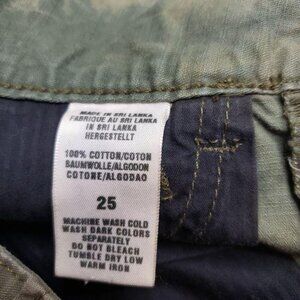 MADE IN SRI LANKA
FABRIQUE AU SRI LANKA
IN SRI LANKA
HERGESTELLT
100% COTTON/COTON
BAUMWOLLE/ALGODON
COTONE/ALGODAO
25
MACHINE WASH COLD
WASH DARK COLORS
SEPARATELY
DO NOT BLEACH
TUMBLE DRY LOW
WARM IRON